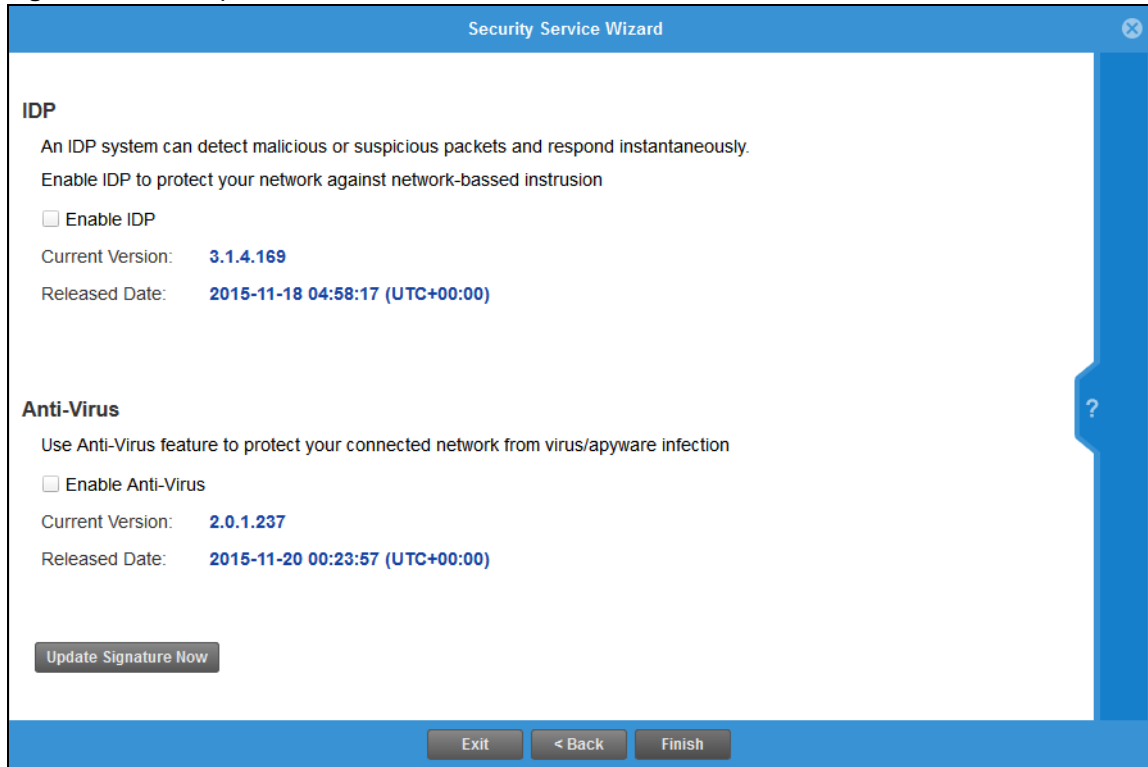 Security Service Wizard
IDP
An IDP system can detect malicious or suspicious packets and respond instantaneously.
Enable IDP to protect your network against network-bassed instrusion
Enable IDP
Current Version: 3.1.4.169
Released Date: 2015-11-18 04:58:17 (UTC+00:00)
?
Anti-Virus
Use Anti-Virus feature to protect your connected network from virus/apyware infection
Enable Anti-Virus
Current Version: 2.0.1.237
Released Date: 2015-11-20 00:23:57 (UTC+00:00)
Update Signature Now
Exit < Back Finish